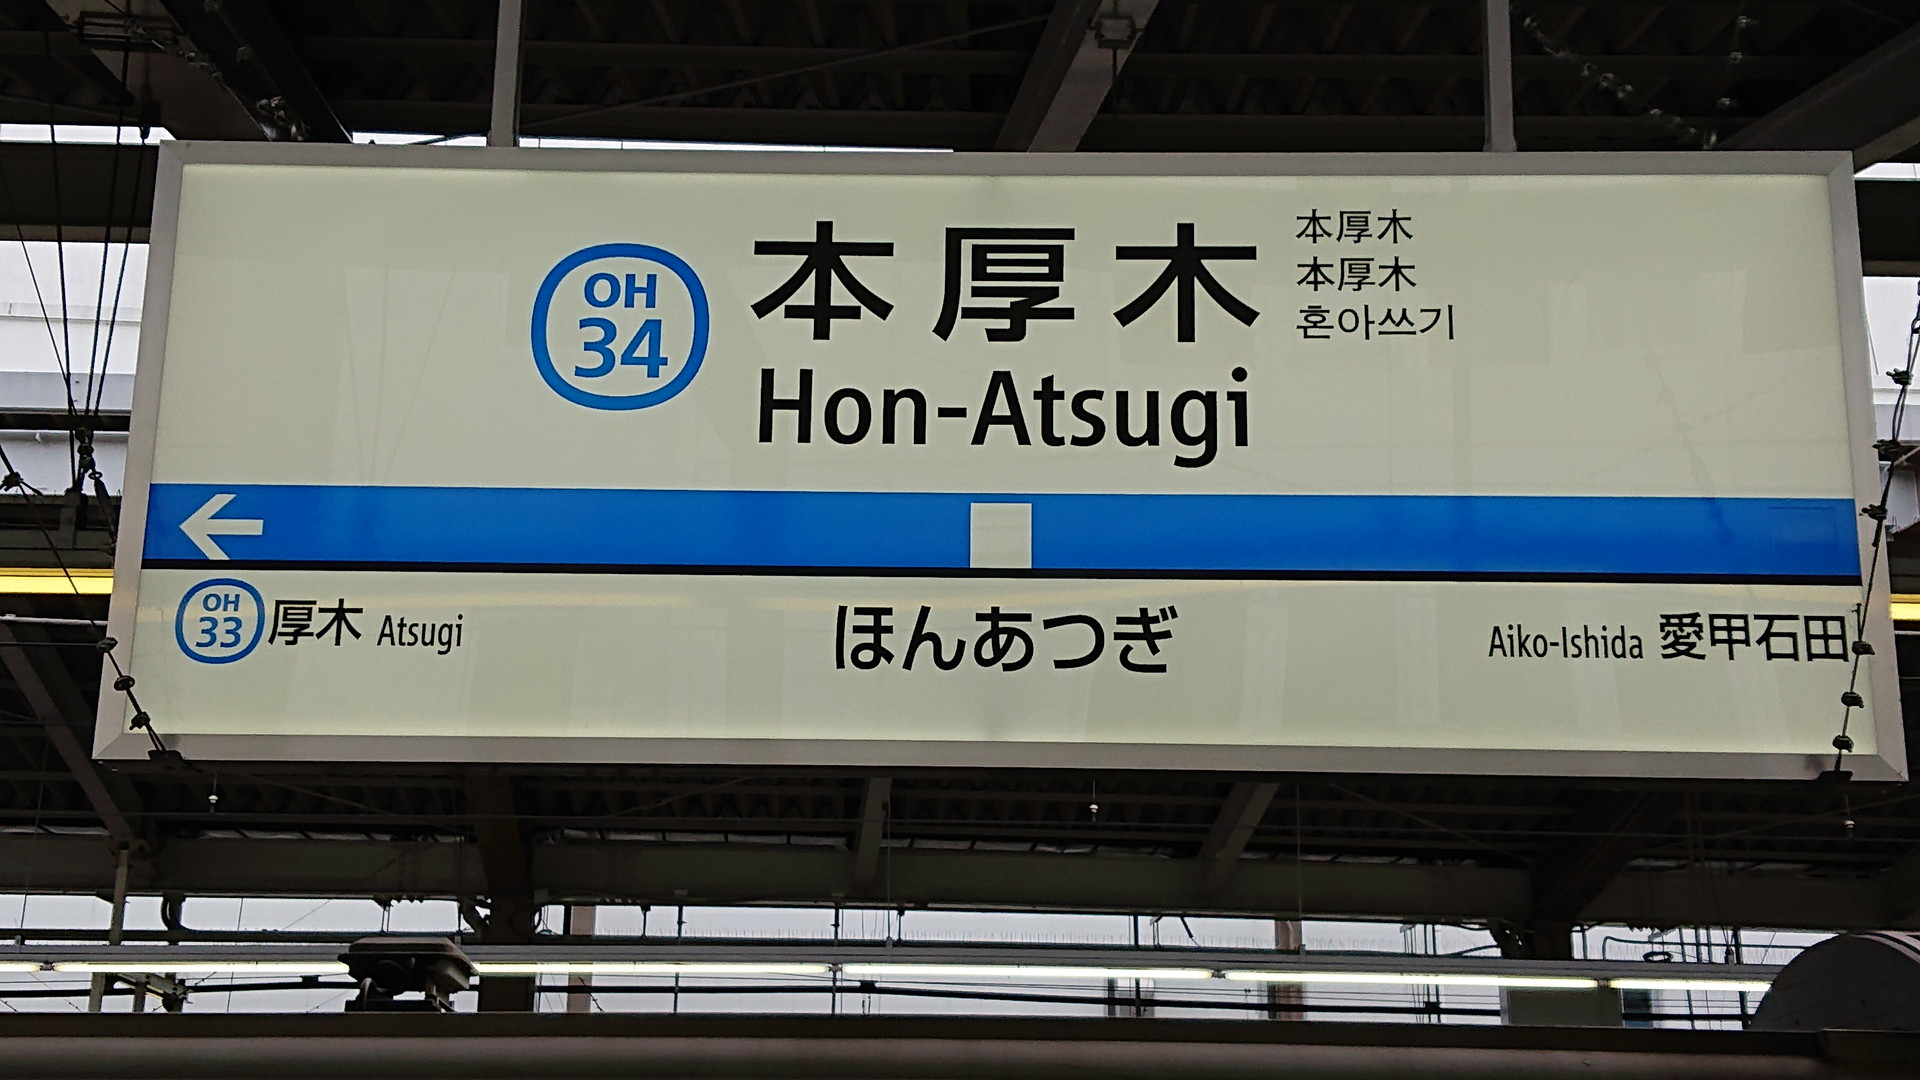 OH
34
本厚木
Hon-Atsugi
本厚木
本厚木
혼아쓰기
OH
33
厚木 Atsugi
ほんあつぎ
Aiko-Ishida 愛甲石田